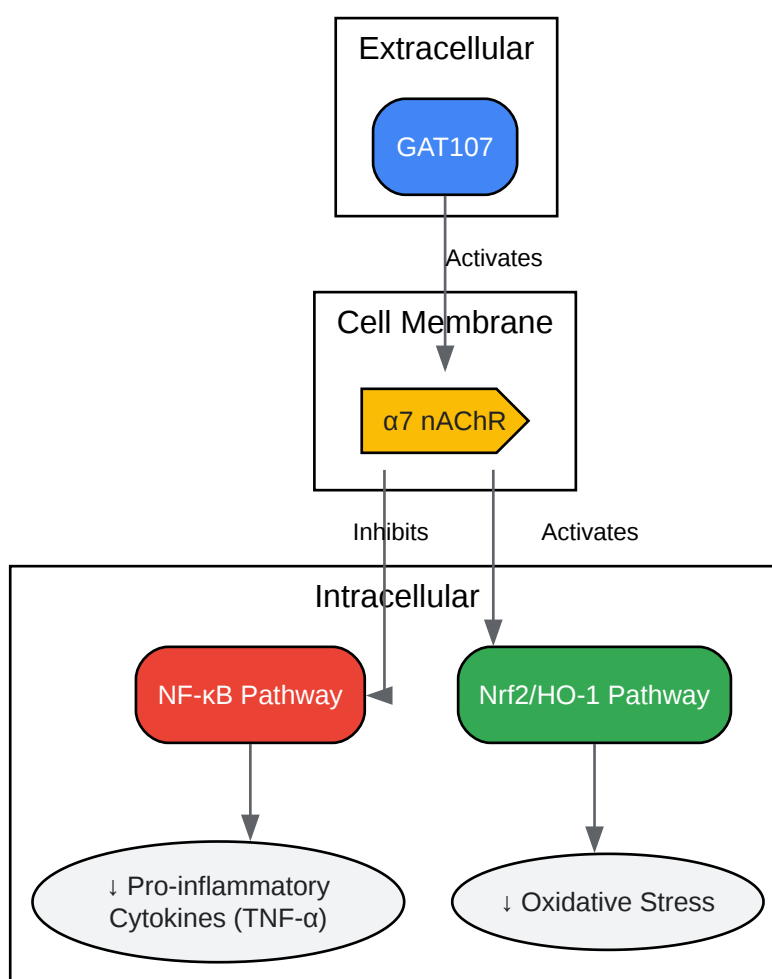 Extracellular
GAT107
Activates
Cell Membrane
α7 nAChR
Inhibits
Activates
Intracellular
NF-κB Pathway
Nrf2/HO-1 Pathway
↓ Pro-inflammatory
Cytokines (TNF-α)
↓ Oxidative Stress